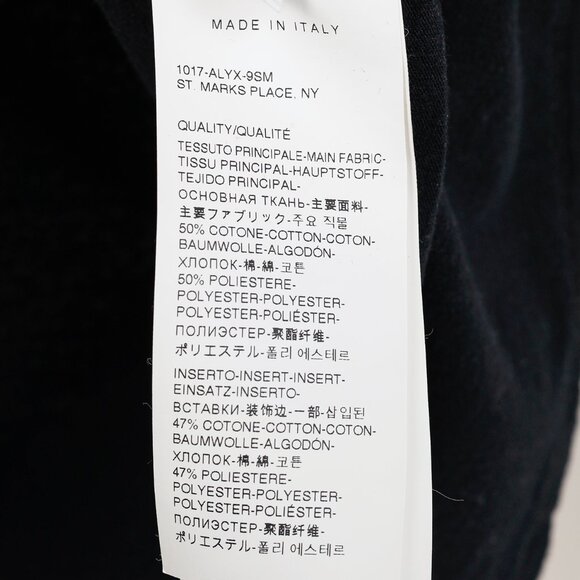 MADE IN ITALY
1017-ALYX-9SM
ST. MARKS PLACE, NY
QUALITY/QUALITÉ
TESSUTO PRINCIPALE-MAIN FABRIC-
TISSU PRINCIPAL-HAUPTSTOFF-
TEJIDO PRINCIPAL-
ОСНОВНАЯ ТКАНЬ-主要面料-
主要ファブリック-주요 직물
50% COTONE-COTTON-COTON-
BAUMWOLLE-ALGODÓN-
ХЛОПОК-棉-綿-코튼
50% POLIESTERE-
POLYESTER-POLYESTER-
POLYESTER-POLIÉSTER-
ПОЛИЭСТЕР-聚酯纤维-
ポリエステル-폴리 에스테르
INSERTO-INSERT-INSERT-
EINSATZ-INSERTO-
ВСТАВКИ-装饰边-一部-삽입된
47% COTONE-COTTON-COTON-
BAUMWOLLE-ALGODÓN-
ХЛОПОК-棉-綿-코튼
47% POLIESTERE-
POLYESTER-POLYESTER-
POLYESTER-POLIÉSTER-
ПОЛИЭСТЕР-聚酯纤维-
ポリエステル-폴리 에스테르